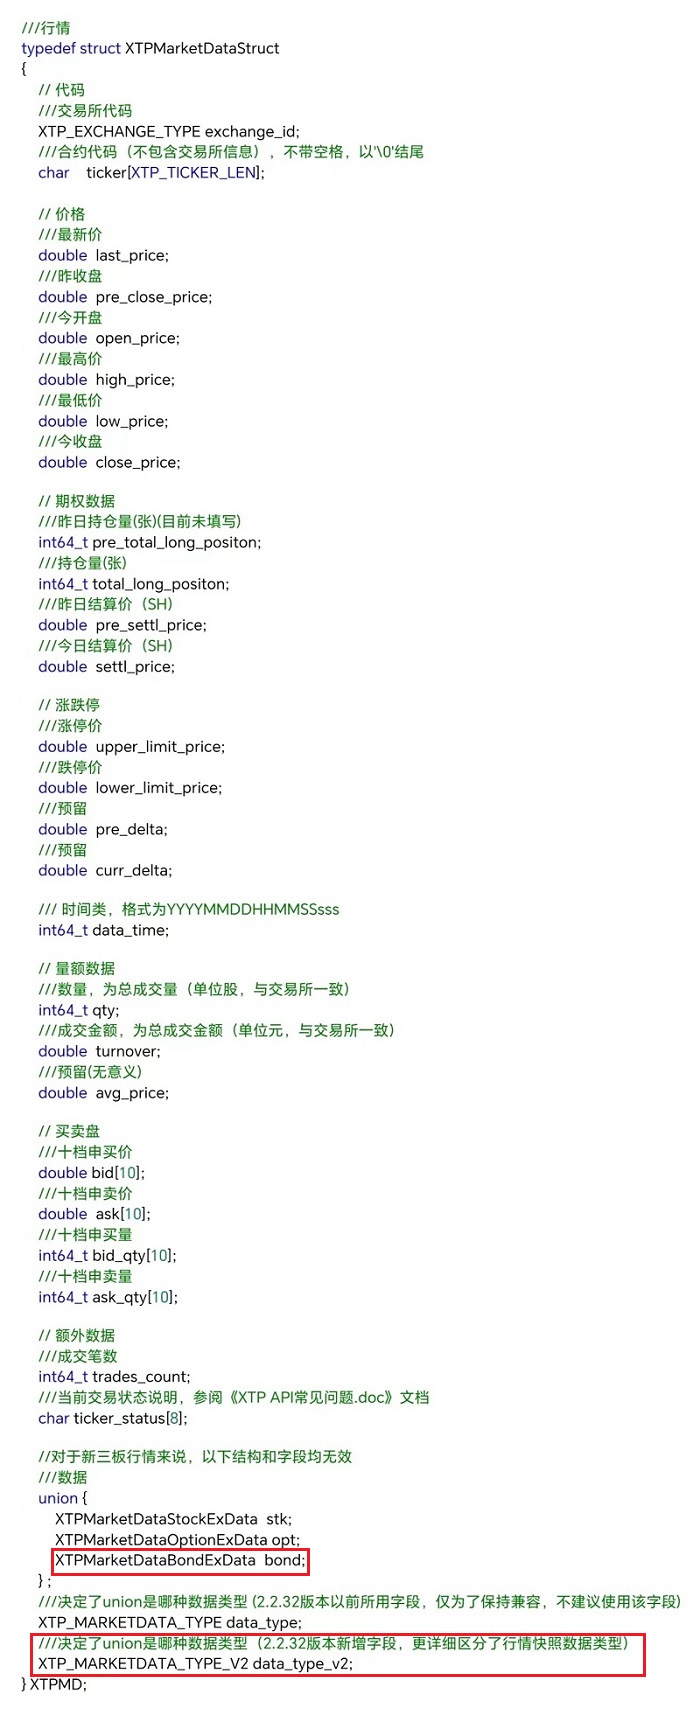 ///行情
typedef struct XTPMarketDataStruct
{
// 代码
///交易所代码
XTP_EXCHANGE_TYPE exchange_id;
///合约代码（不包含交易所信息），不带空格，以'\0'结尾
char ticker[XTP_TICKER_LEN];
// 价格
///最新价
double last_price;
///昨收盘
double pre_close_price;
///今开盘
double open_price;
///最高价
double high_price;
///最低价
double low_price;
///今收盘
double close_price;
// 期权数据
///昨日持仓量(张)(目前未填写)
int64_t pre_total_long_positon;
///持仓量(张)
int64_t total_long_positon;
///昨日结算价（SH）
double pre_settl_price;
///今日结算价（SH）
double settl_price;
// 涨跌停
///涨停价
double upper_limit_price;
///跌停价
double lower_limit_price;
///预留
double pre_delta;
///预留
double curr_delta;
/// 时间类，格式为YYYYMMDDHHMMSSsss
int64_t data_time;
// 量额数据
///数量，为总成交量（单位股，与交易所一致）
int64_t qty;
///成交金额，为总成交金额（单位元，与交易所一致）
double turnover;
///预留(无意义)
double avg_price;
// 买卖盘
///十档申买价
double bid[10];
///十档申卖价
double ask[10];
///十档申买量
int64_t bid_qty[10];
///十档申卖量
int64_t ask_qty[10];
// 额外数据
///成交笔数
int64_t trades_count;
///当前交易状态说明，参阅《XTP API常见问题.doc》文档
char ticker_status[8];
//对于新三板行情来说，以下结构和字段均无效
///数据
union {
XTPMarketDataStockExData stk;
XTPMarketDataOptionExData opt;
XTPMarketDataBondExData bond;
} ;
///决定了union是哪种数据类型 (2.2.32版本以前所用字段，仅为了保持兼容，不建议使用该字段)
XTP_MARKETDATA_TYPE data_type;
///决定了union是哪种数据类型（2.2.32版本新增字段，更详细区分了行情快照数据类型）
XTP_MARKETDATA_TYPE_V2 data_type_v2;
} XTPMD;